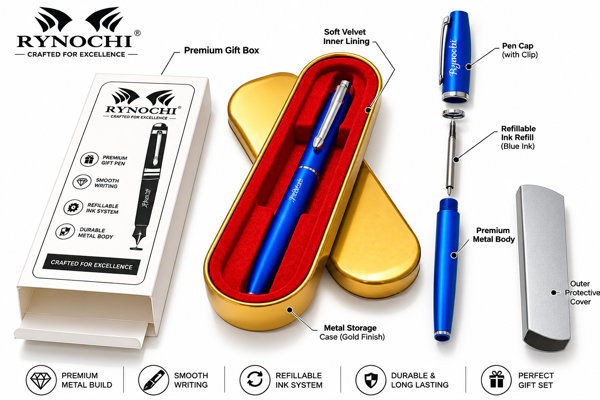 RYNOCHI®
CRAFTED FOR EXCELLENCE
Premium Gift Box
Soft Velvet
Inner Lining
Pen Cap
(with Clip)
Rynochi
RYNOCHI®
CRAFTED FOR EXCELLENCE
PREMIUM
GIFT PEN
SMOOTH
WRITING
REFILLABLE
INK SYSTEM
DURABLE
METAL BODY
CRAFTED FOR EXCELLENCE
Refillable
Ink Refill
(Blue Ink)
Premium
Metal Body
Outer
Protective
Cover
Metal Storage
Case (Gold Finish)
PREMIUM
METAL BUILD
SMOOTH
WRITING
REFILLABLE
INK SYSTEM
DURABLE &
LONG LASTING
PERFECT
GIFT SET